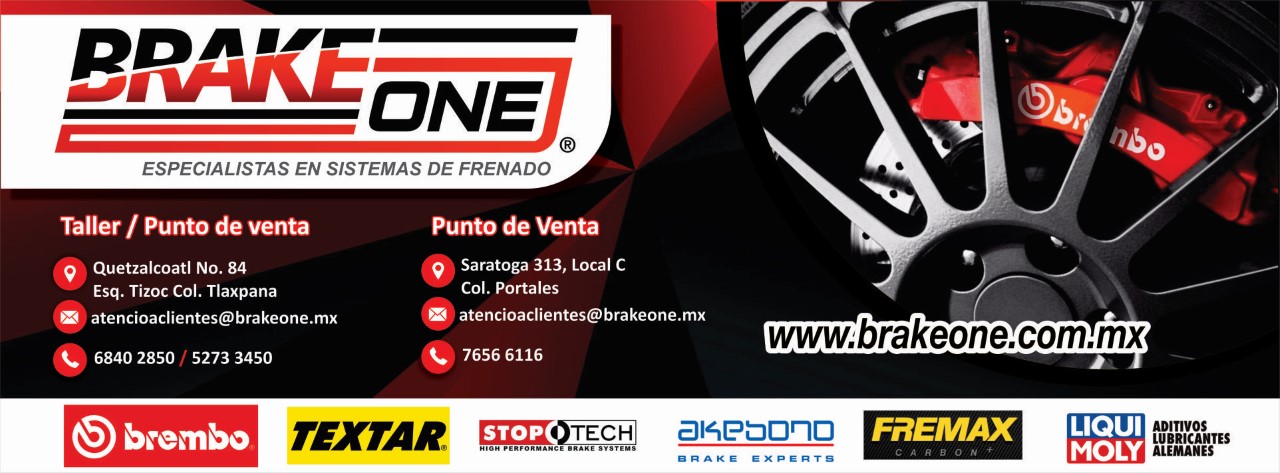 BRAKE
ONE
®
ESPECIALISTAS EN SISTEMAS DE FRENADO
Taller / Punto de venta
Quetzalcoatl No. 84
Esq. Tizoc Col. Tlaxpana
atencioaclientes@brakeone.mx
6840 2850 / 5273 3450
Punto de Venta
Saratoga 313, Local C
Col. Portales
atencioaclientes@brakeone.mx
7656 6116
brembo
www.brakeone.com.mx
brembo
TEXTAR
STOPTECH
HIGH PERFORMANCE BRAKE SYSTEMS
akebono
BRAKE EXPERTS
FREMAX
CARBON+
LIQUI
MOLY
ADITIVOS
LUBRICANTES
ALEMANES